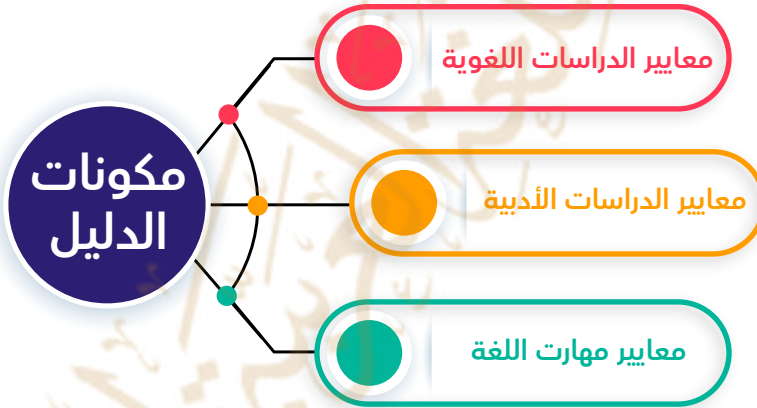 مكونات
الدليل
معايير الدراسات اللغوية
معايير الدراسات الأدبية
معايير مهارت اللغة